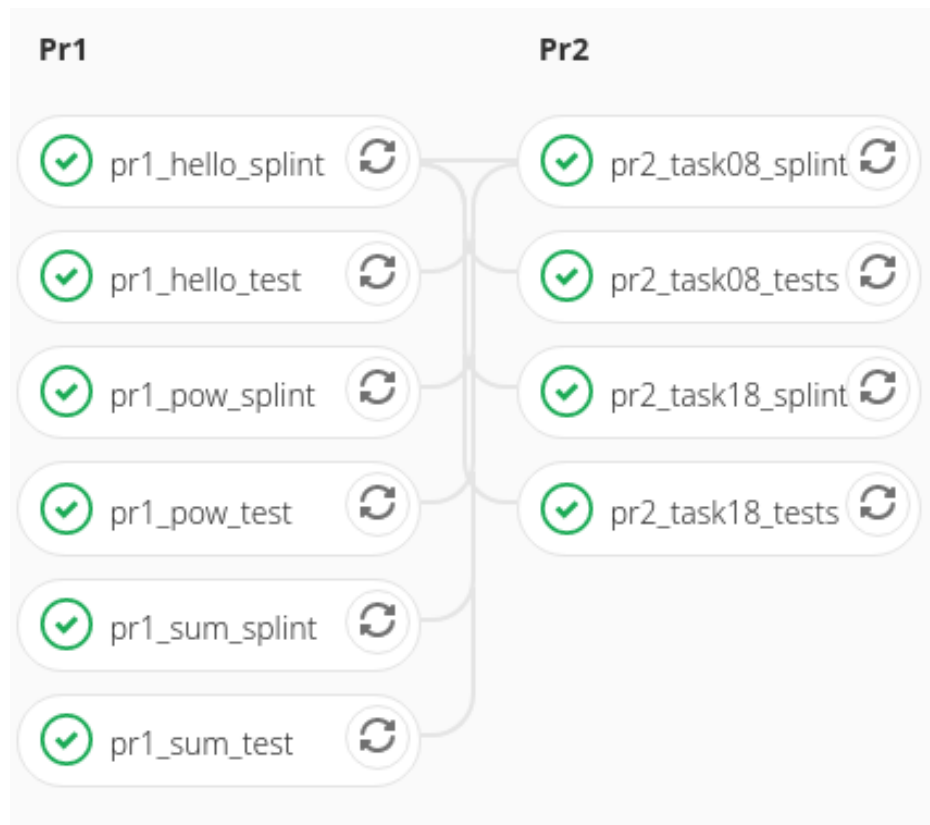 Pr1
pr1_hello_splint
pr1_hello_test
pr1_pow_splint
pr1_pow_test
pr1_sum_splint
pr1_sum_test
Pr2
pr2_task08_splint
pr2_task08_tests
pr2_task18_splint
pr2_task18_tests